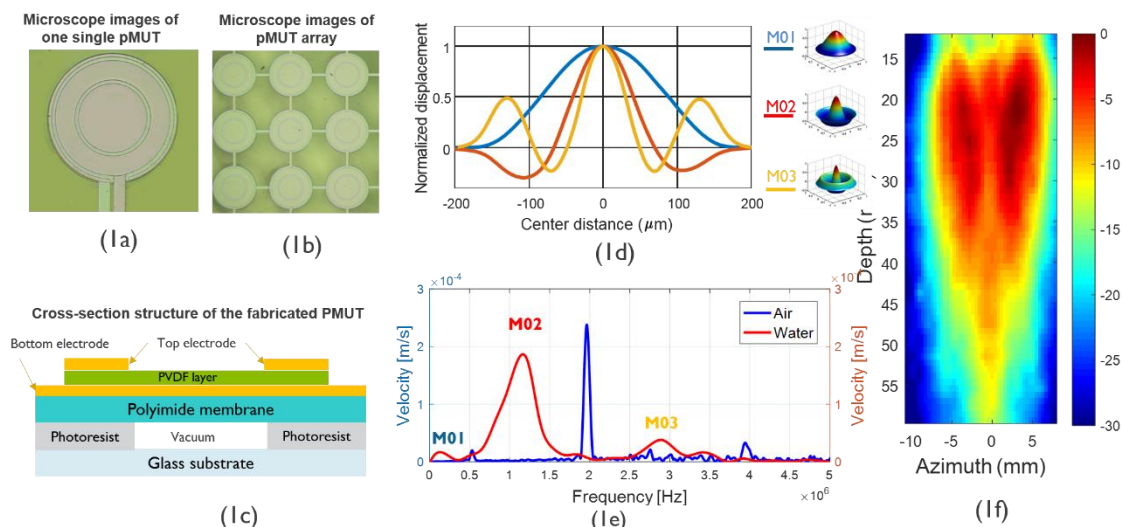 Microscope images of
one single pMUT
Microscope images of
pMUT array
(1a)
(1b)
Normalized displacement
1
0.5
0
-200
-100
0
100
200
Center distance (μm)
M01
M02
M03
(1d)
Cross-section structure of the fabricated PMUT
Bottom electrode
Top electrode
PVDF layer
Polyimide membrane
Photoresist
Vacuum
Photoresist
Glass substrate
(1c)
×10⁻⁴
×10⁻⁴
3
2
1
0
Velocity [m/s]
M01
M02
M03
Air
Water
3
2
1
0
Velocity [m/s]
0
0.5
1
1.5
2
2.5
3
3.5
4
4.5
5
×10⁶
Frequency [Hz]
(1e)
Depth (r
15
20
25
30
35
40
45
50
55
-10
-5
0
5
Azimuth (mm)
0
-5
-10
-15
-20
-25
-30
(1f)